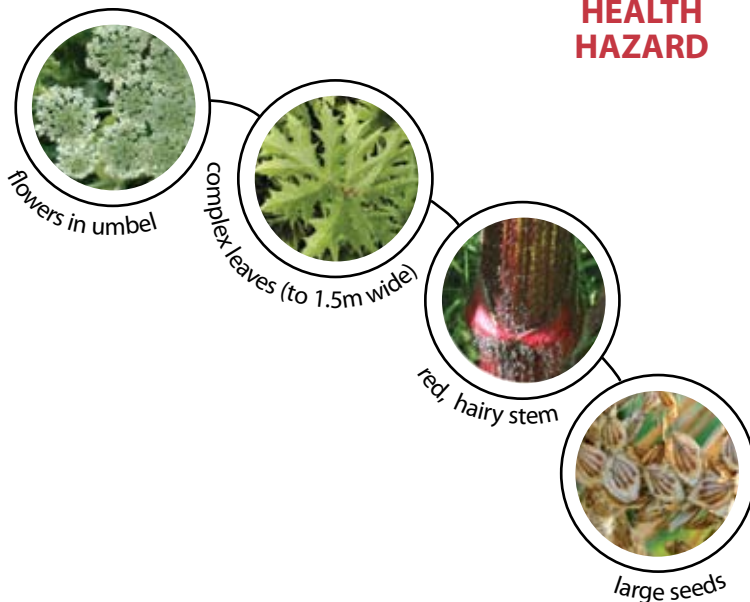 HEALTH
HAZARD
flowers in umbel
complex leaves (to 1.5m wide)
red, hairy stem
large seeds